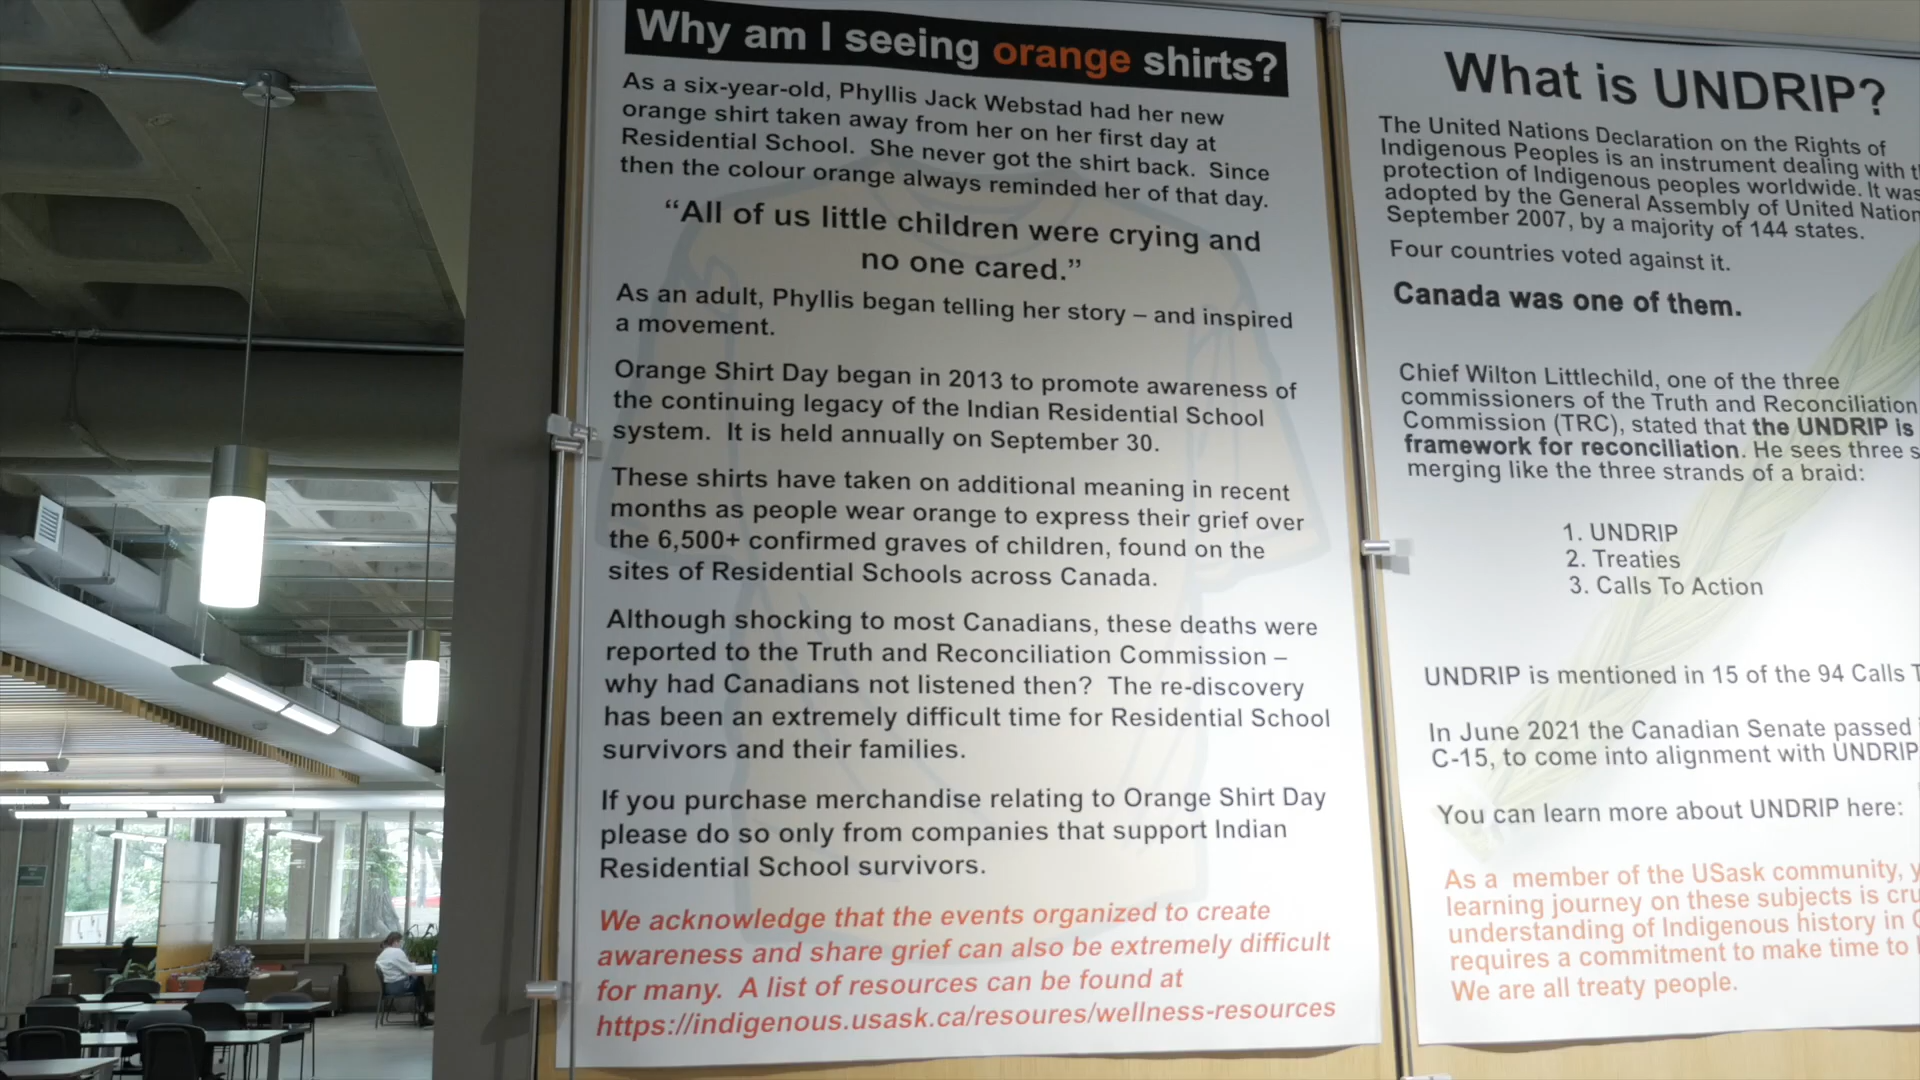 Why am I seeing orange shirts?
As a six-year-old, Phyllis Jack Webstad had her new
orange shirt taken away from her on her first day at
Residential School. She never got the shirt back. Since
then the colour orange always reminded her of that day.
“All of us little children were crying and
no one cared.”
As an adult, Phyllis began telling her story – and inspired
a movement.
Orange Shirt Day began in 2013 to promote awareness of
the continuing legacy of the Indian Residential School
system. It is held annually on September 30.
These shirts have taken on additional meaning in recent
months as people wear orange to express their grief over
the 6,500+ confirmed graves of children, found on the
sites of Residential Schools across Canada.
Although shocking to most Canadians, these deaths were
reported to the Truth and Reconciliation Commission –
why had Canadians not listened then? The re-discovery
has been an extremely difficult time for Residential School
survivors and their families.
If you purchase merchandise relating to Orange Shirt Day
please do so only from companies that support Indian
Residential School survivors.
We acknowledge that the events organized to create
awareness and share grief can also be extremely difficult
for many. A list of resources can be found at
https://indigenous.usask.ca/resoures/wellness-resources
What is UNDRIP?
The United Nations Declaration on the Rights of
Indigenous Peoples is an instrument dealing with
protection of Indigenous peoples worldwide. It was
adopted by the General Assembly of United Nation
September 2007, by a majority of 144 states.
Four countries voted against it.
Canada was one of them.
Chief Wilton Littlechild, one of the three
commissioners of the Truth and Reconciliation
Commission (TRC), stated that the UNDRIP is
framework for reconciliation. He sees three
merging like the three strands of a braid:
1. UNDRIP
2. Treaties
3. Calls To Action
UNDRIP is mentioned in 15 of the 94 Calls
In June 2021 the Canadian Senate passed
C-15, to come into alignment with UNDRIP
You can learn more about UNDRIP here:
As a member of the USask community,
learning journey on these subjects is
understanding of Indigenous history in
requires a commitment to make time to
We are all treaty people.